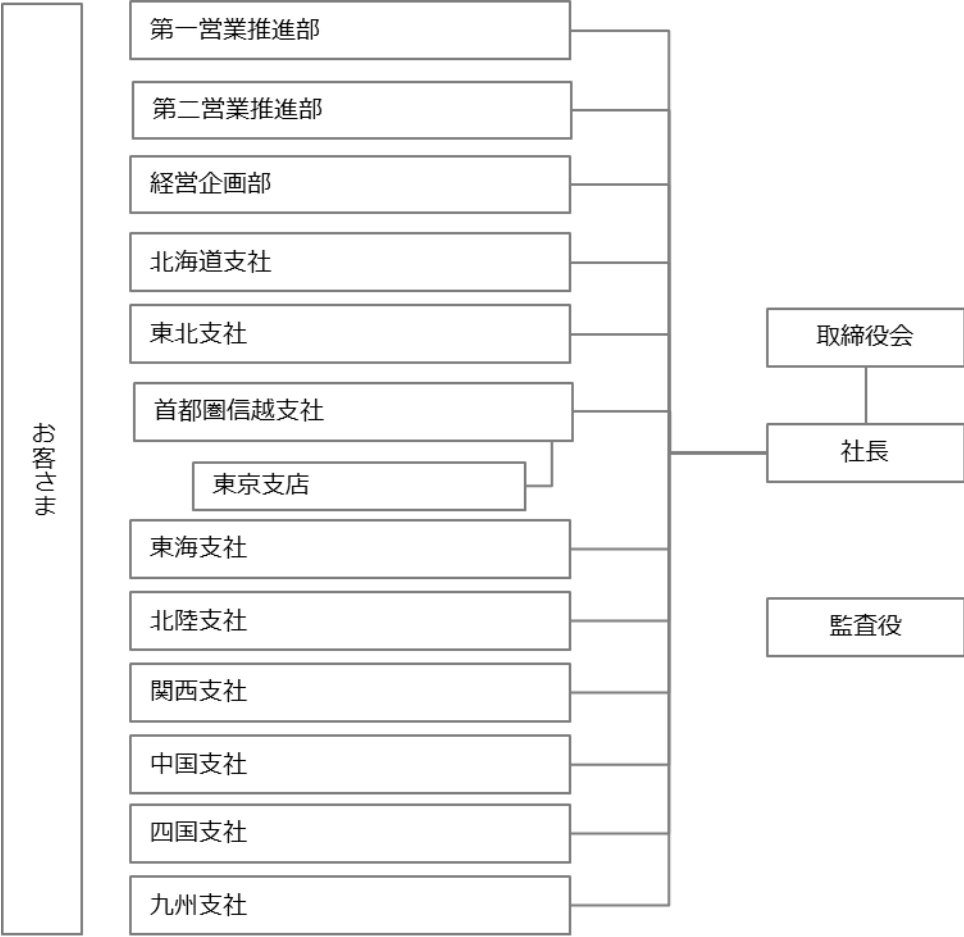 お客さま
第一営業推進部
第二営業推進部
経営企画部
北海道支社
東北支社
首都圏信越支社
東京支店
東海支社
北陸支社
関西支社
中国支社
四国支社
九州支社
取締役会
社長
監査役